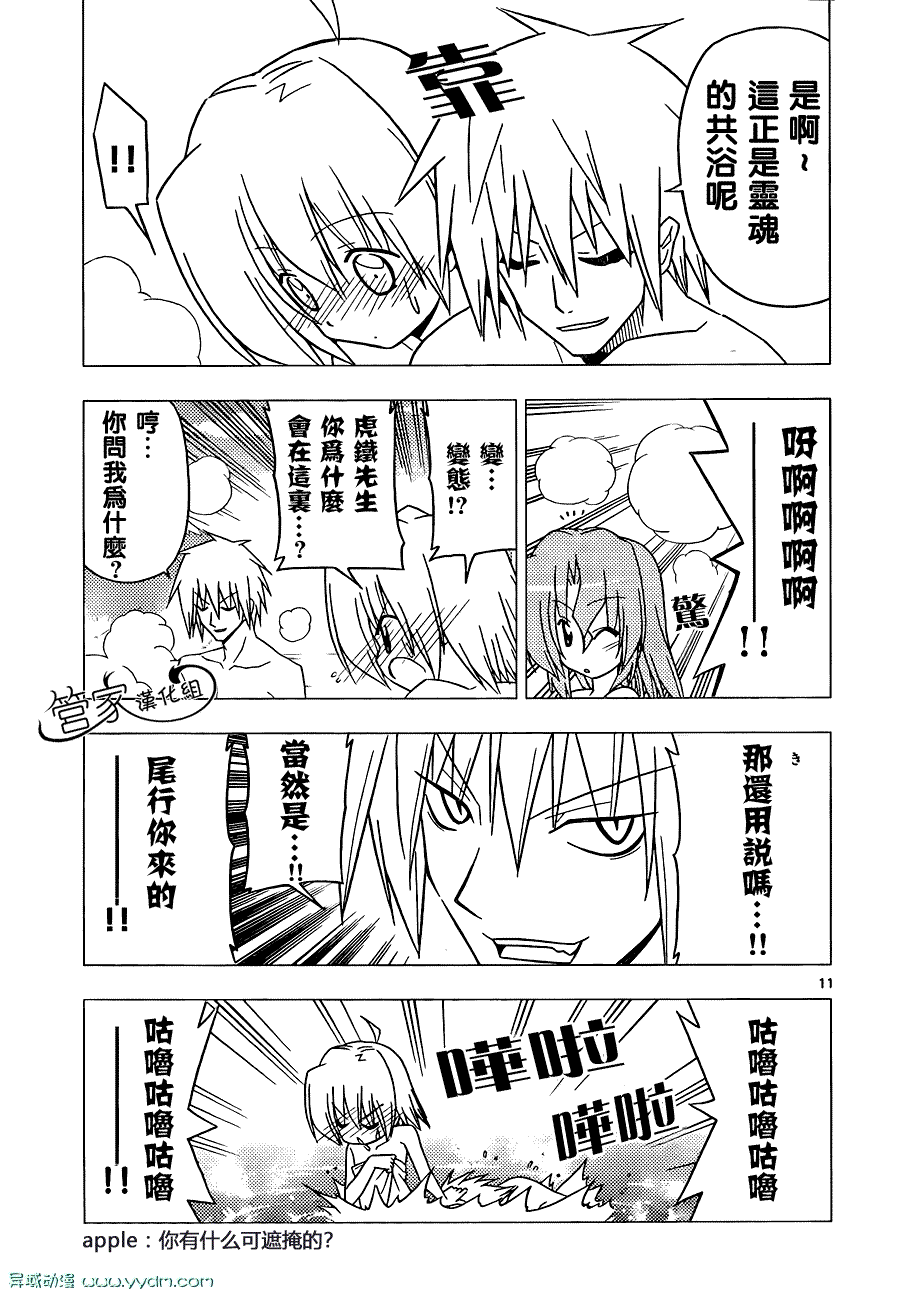 是啊~
這正是靈魂
的共浴呢
靠
!!
呀啊啊啊啊
——!!
驚
變…
變態!?
虎鐵先生
你爲什麼
會在這裏…?
哼…
你問我爲什麼?
管家
漢化組
き
那還用説嗎…!!
當然是…!!
尾行你來的
——!!
11
咕嚕咕嚕咕嚕
嘩啦
嘩啦
咕嚕咕嚕咕嚕
——!!
apple：你有什么可遮掩的？
异域动漫 www.yydm.com